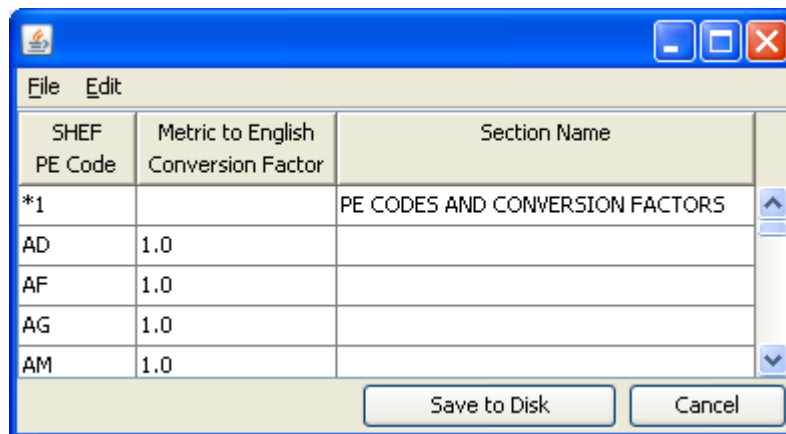 File Edit
SHEF PE Code Metric to English Conversion Factor Section Name
*1 PE CODES AND CONVERSION FACTORS
AD 1.0
AF 1.0
AG 1.0
AM 1.0
Save to Disk Cancel